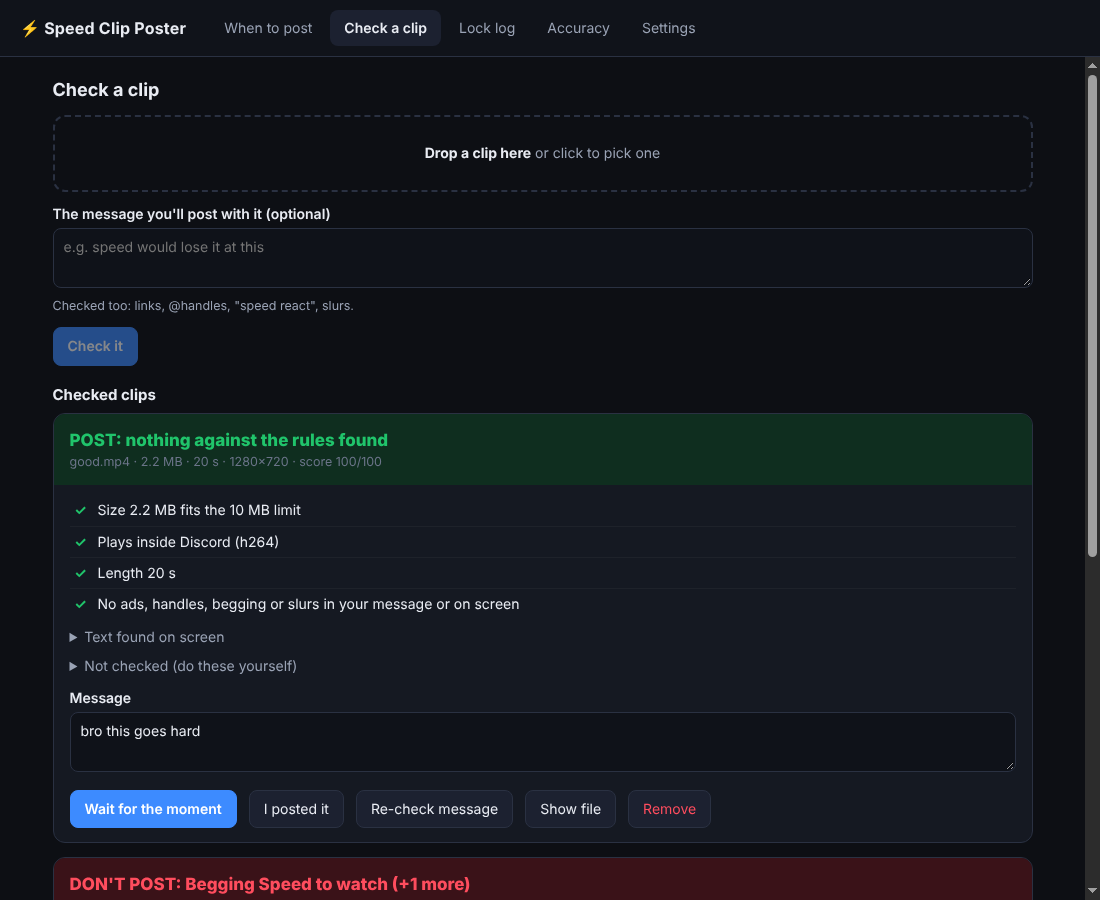 ⚡ Speed Clip Poster When to post Check a clip Lock log Accuracy Settings
Check a clip
Drop a clip here or click to pick one
The message you'll post with it (optional)
e.g. speed would lose it at this
Checked too: links, @handles, "speed react", slurs.
Check it
Checked clips
POST: nothing against the rules found
good.mp4 · 2.2 MB · 20 s · 1280×720 · score 100/100
✓ Size 2.2 MB fits the 10 MB limit
✓ Plays inside Discord (h264)
✓ Length 20 s
✓ No ads, handles, begging or slurs in your message or on screen
▶ Text found on screen
▶ Not checked (do these yourself)
Message
bro this goes hard
Wait for the moment I posted it Re-check message Show file Remove
DON'T POST: Begging Speed to watch (+1 more)